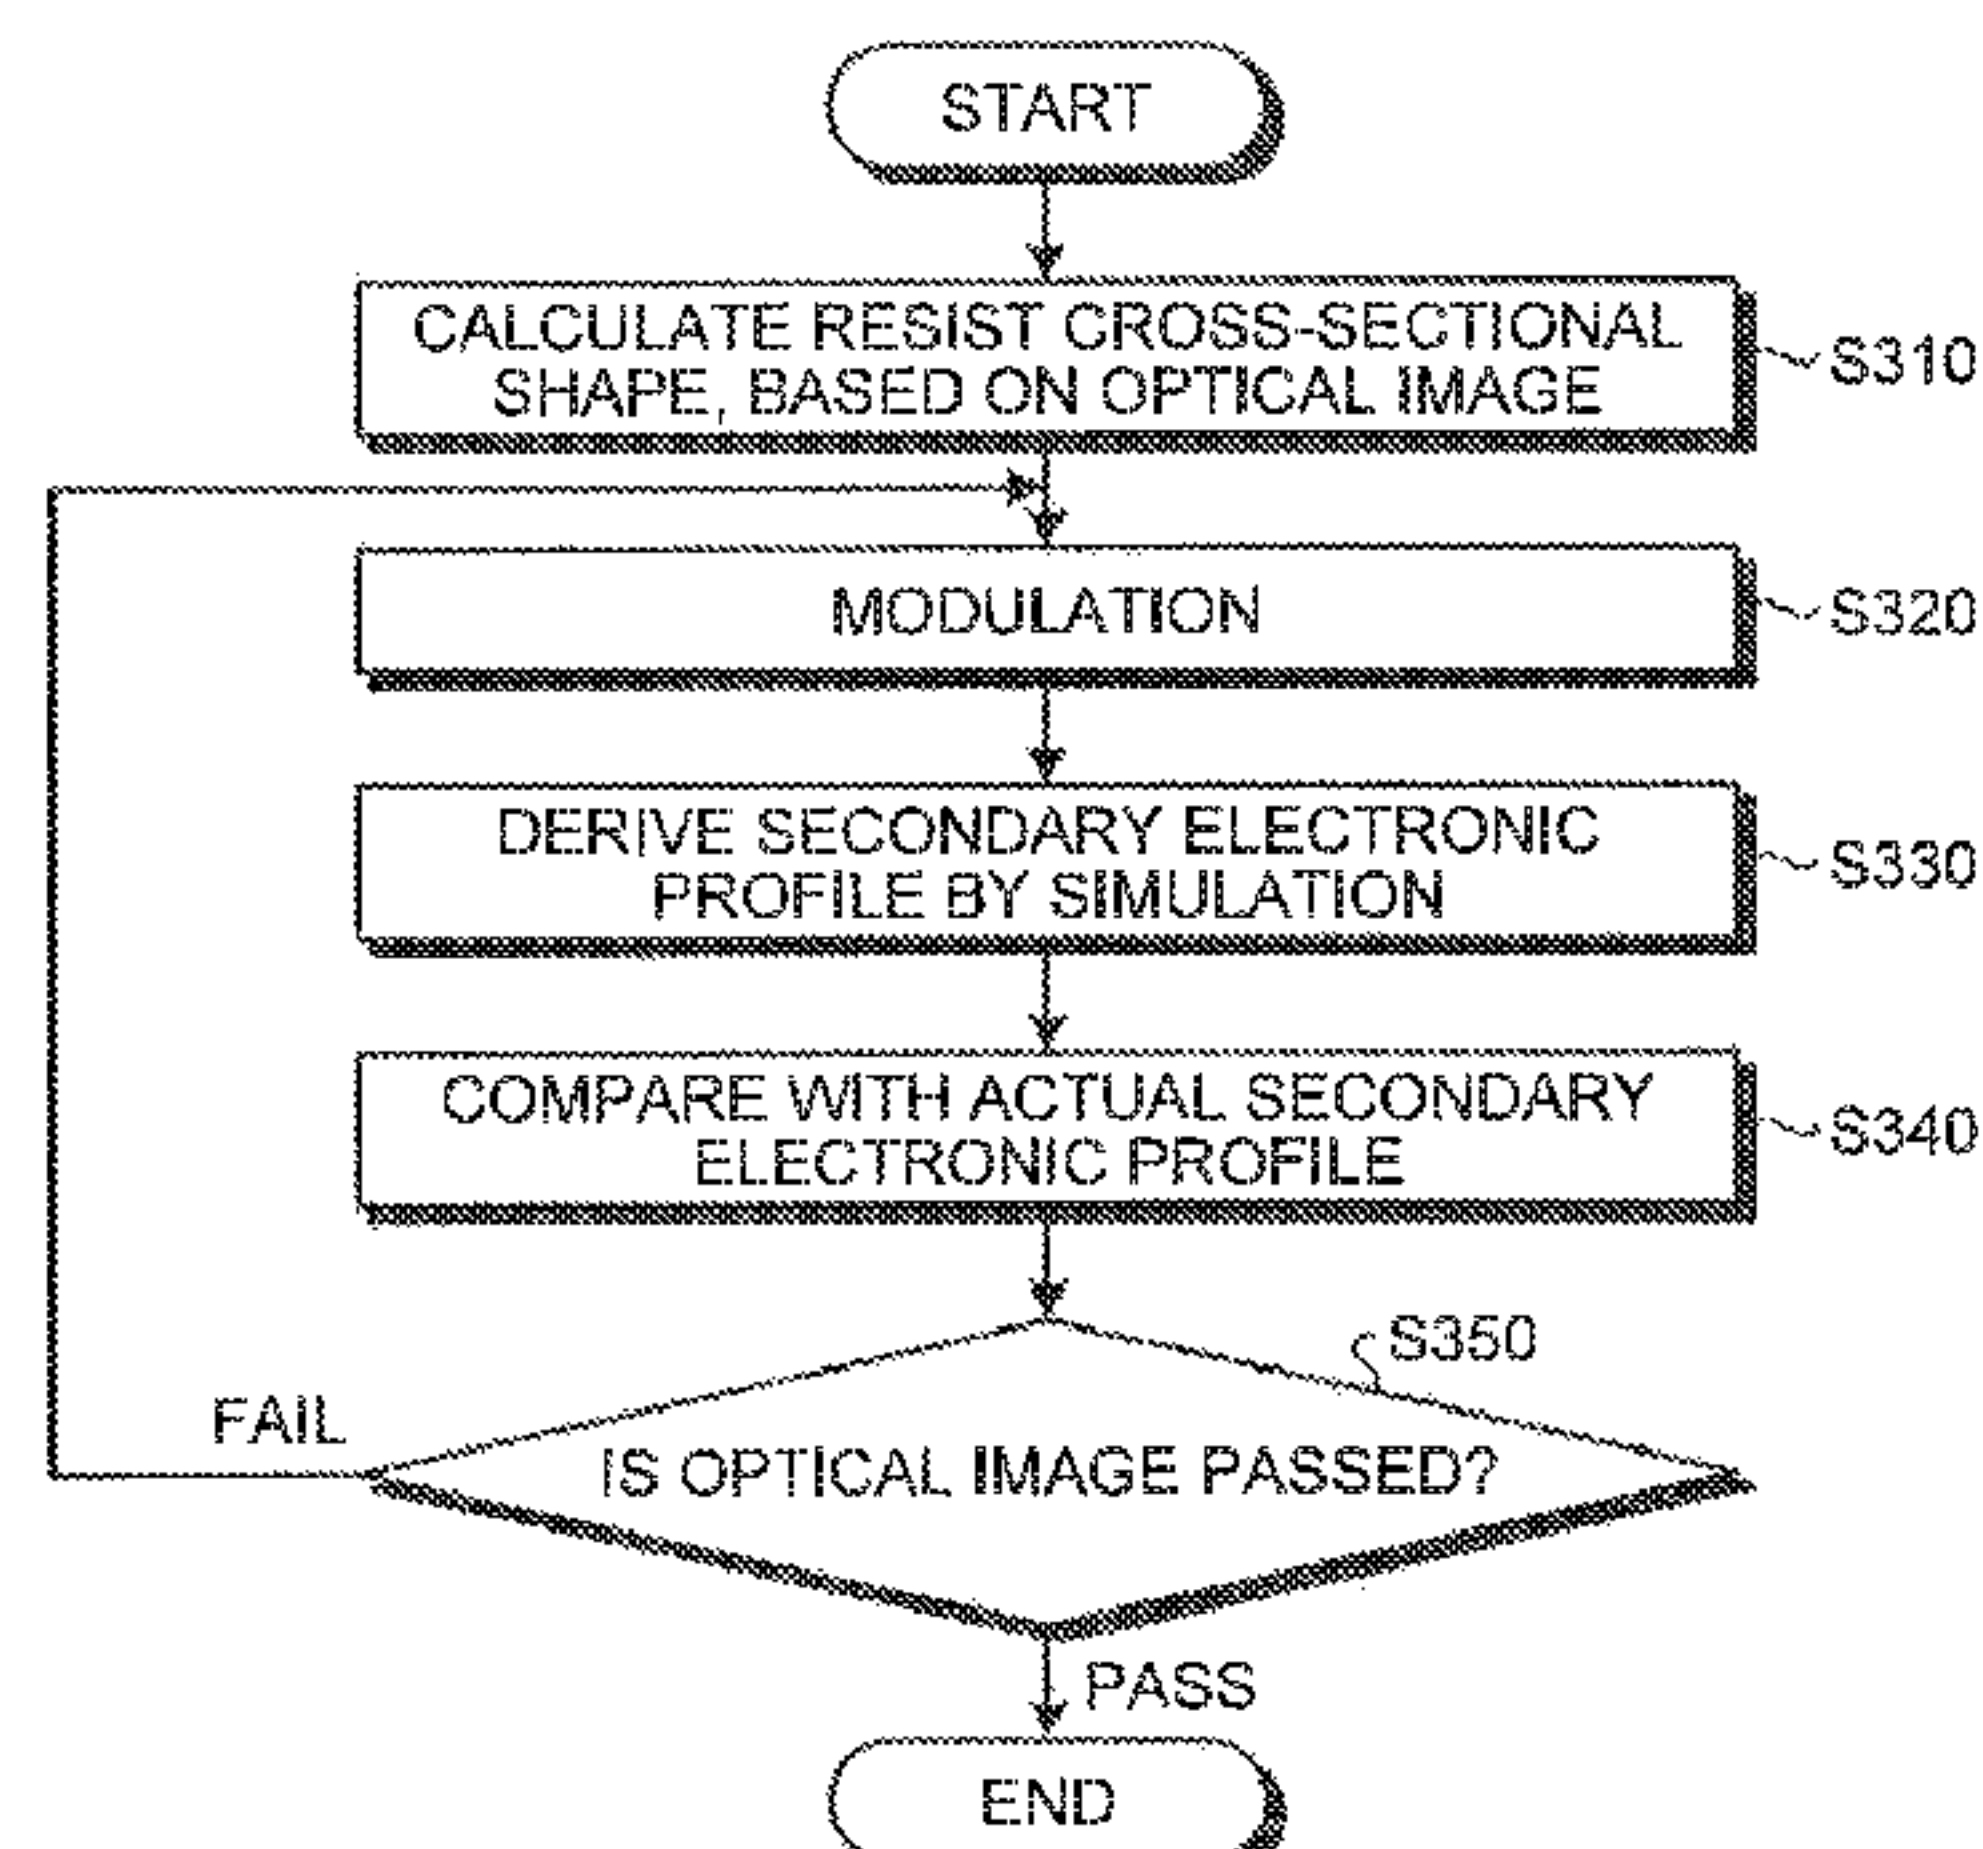 START
CALCULATE RESIST CROSS-SECTIONAL
SHAPE, BASED ON OPTICAL IMAGE
S310
MODULATION
S320
DERIVE SECONDARY ELECTRONIC
PROFILE BY SIMULATION
S330
COMPARE WITH ACTUAL SECONDARY
ELECTRONIC PROFILE
S340
S350
FAIL
IS OPTICAL IMAGE PASSED?
PASS
END